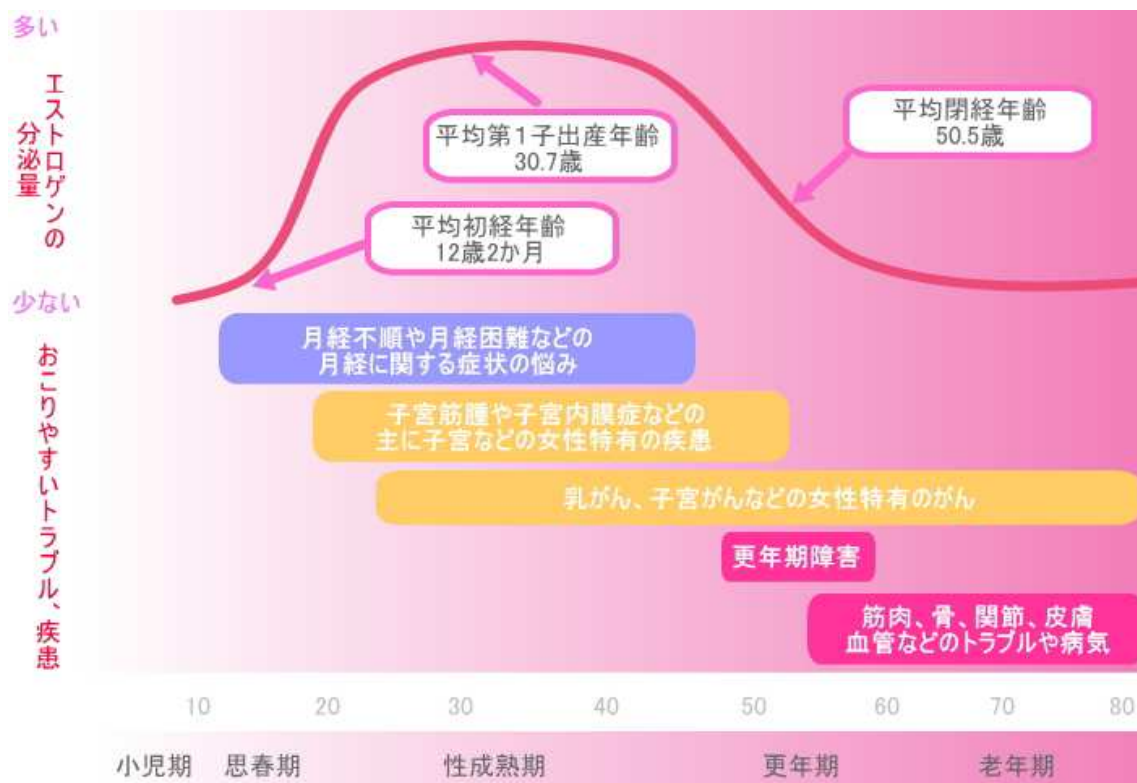 多い
エストロゲンの
分泌量
少ない
平均第１子出産年齢
30.7歳
平均閉経年齢
50.5歳
平均初経年齢
12歳2か月
おこりやすいトラブル、疾患
月経不順や月経困難などの
月経に関する症状の悩み
子宮筋腫や子宮内膜症などの
主に子宮などの女性特有の疾患
乳がん、子宮がんなどの女性特有のがん
更年期障害
筋肉、骨、関節、皮膚
血管などのトラブルや病気
10 20 30 40 50 60 70 80
小児期 思春期 性成熟期 更年期 老年期